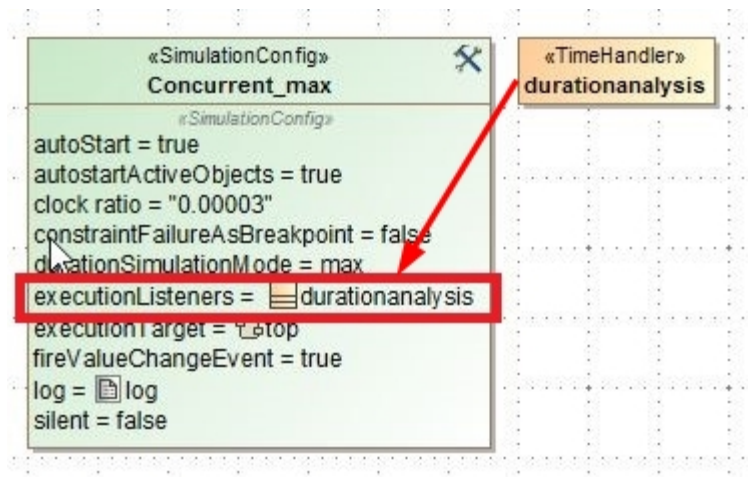 «SimulationConfig»
Concurrent_max
«SimulationConfig»
autoStart = true
autostartActiveObjects = true
clock ratio = "0.00003"
constraintFailureAsBreakpoint = false
durationSimulationMode = max
executionListeners = durationanalysis
executionTarget = top
fireValueChangeEvent = true
log = log
silent = false
«TimeHandler»
durationanalysis